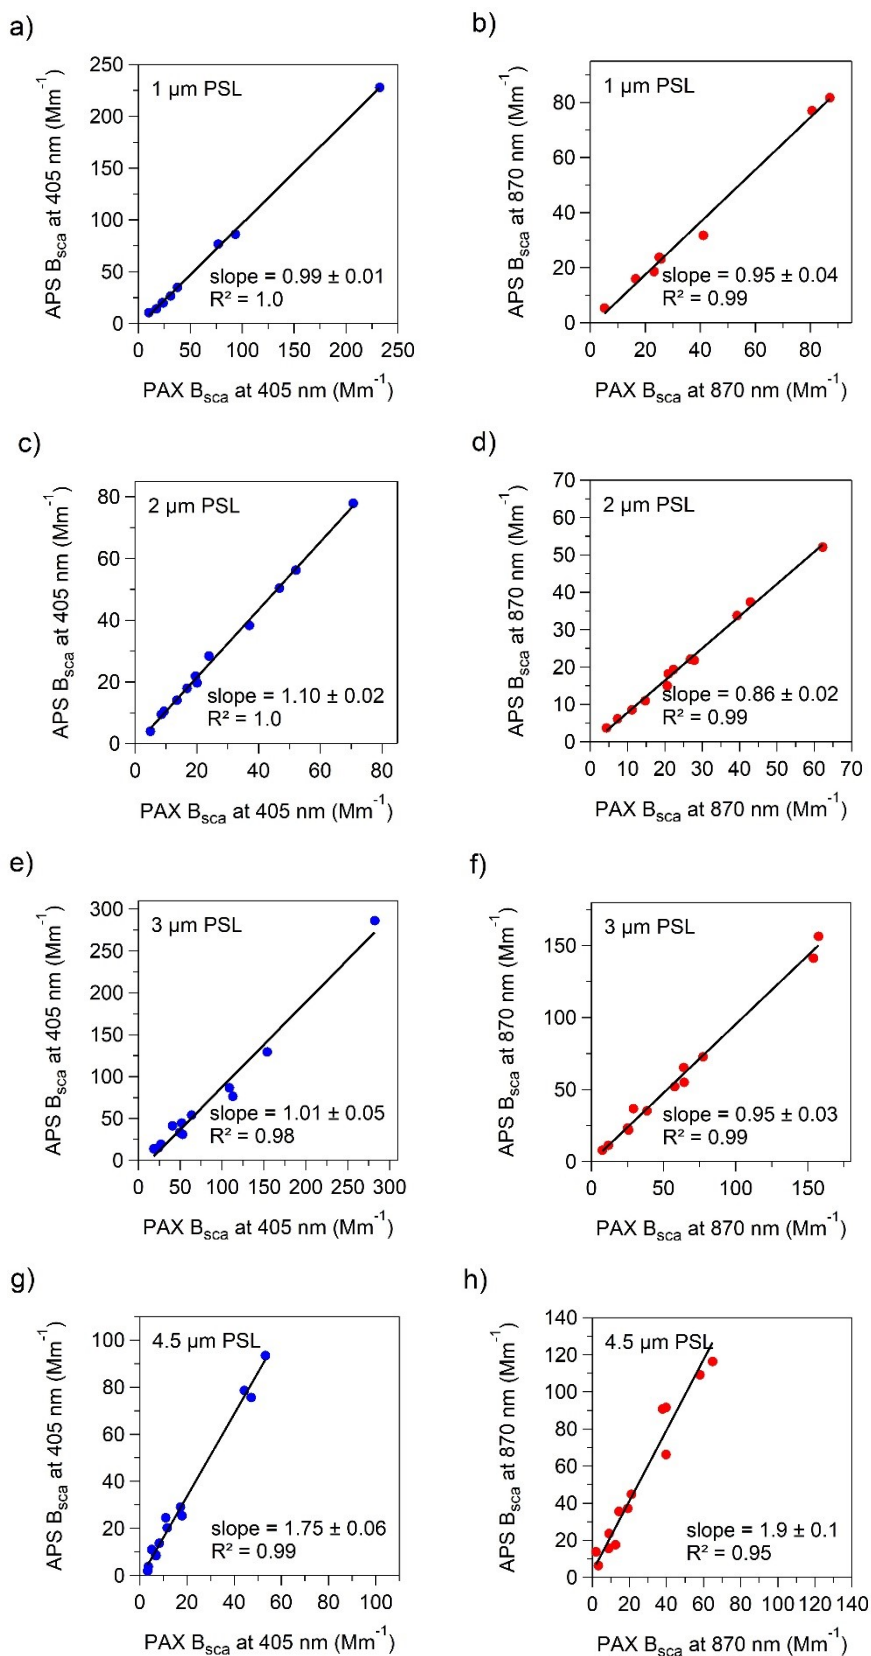 a)
250
200
150
100
50
0
APS Bsca at 405 nm (Mm-1)
1 µm PSL
slope = 0.99 ± 0.01
R² = 1.0
0 50 100 150 200 250
PAX Bsca at 405 nm (Mm-1)
b)
80
60
40
20
0
APS Bsca at 870 nm (Mm-1)
1 µm PSL
slope = 0.95 ± 0.04
R² = 0.99
0 20 40 60 80
PAX Bsca at 870 nm (Mm-1)
c)
80
60
40
20
0
APS Bsca at 405 nm (Mm-1)
2 µm PSL
slope = 1.10 ± 0.02
R² = 1.0
0 20 40 60 80
PAX Bsca at 405 nm (Mm-1)
d)
70
60
50
40
30
20
10
0
APS Bsca at 870 nm (Mm-1)
2 µm PSL
slope = 0.86 ± 0.02
R² = 0.99
0 10 20 30 40 50 60 70
PAX Bsca at 870 nm (Mm-1)
e)
300
250
200
150
100
50
0
APS Bsca at 405 nm (Mm-1)
3 µm PSL
slope = 1.01 ± 0.05
R² = 0.98
0 50 100 150 200 250 300
PAX Bsca at 405 nm (Mm-1)
f)
150
100
50
0
APS Bsca at 870 nm (Mm-1)
3 µm PSL
slope = 0.95 ± 0.03
R² = 0.99
0 50 100 150
PAX Bsca at 870 nm (Mm-1)
g)
100
80
60
40
20
0
APS Bsca at 405 nm (Mm-1)
4.5 µm PSL
slope = 1.75 ± 0.06
R² = 0.99
0 20 40 60 80 100
PAX Bsca at 405 nm (Mm-1)
h)
140
120
100
80
60
40
20
0
APS Bsca at 870 nm (Mm-1)
4.5 µm PSL
slope = 1.9 ± 0.1
R² = 0.95
0 20 40 60 80 100 120 140
PAX Bsca at 870 nm (Mm-1)